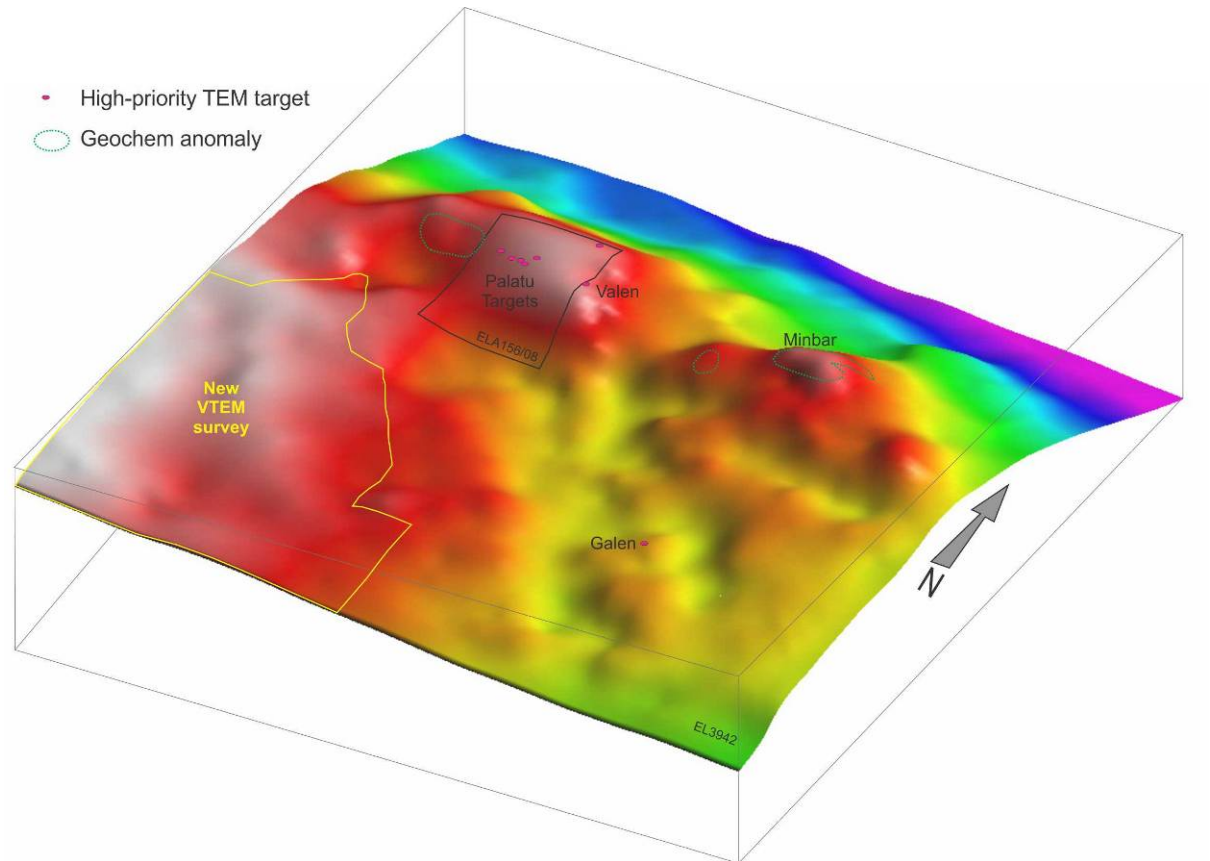 High-priority TEM target
Geochem anomaly
Palatu
Targets
Valen
ELA156/08
Minbar
New
VTEM
survey
Galen
N
EL3942